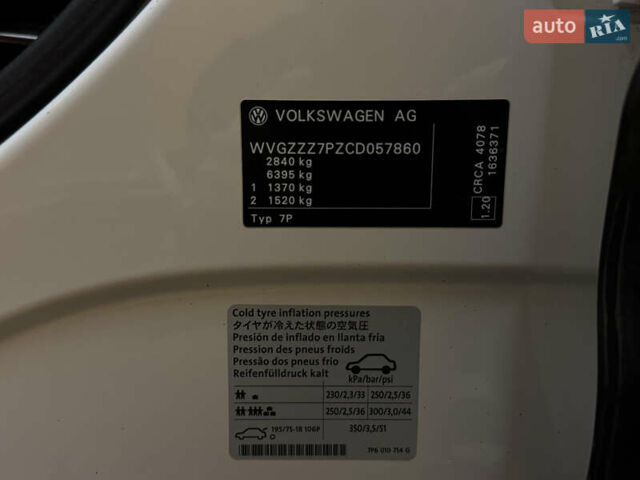 auto RIA.com
VOLKSWAGEN AG
WVGZZZ7PZCD057860
2840 kg
6395 kg
1 1370 kg
2 1520 kg
Typ 7P
CRCA 4078
1636371
1.20
Cold tyre inflation pressures
タイヤが冷えた状態の空気圧
Presión de inflado en llanta fría
Pression des pneus froids
Pressão dos pneus frio
Reifenfülldruck kalt
kPa/bar/psi
230/2,3/33 250/2,5/36
250/2,5/36 300/3,0/44
195/75-18 106P 350/3,5/51
7P6 010 714 G